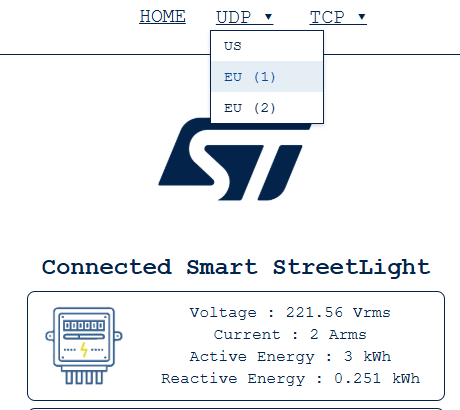 HOME UDP ▾ TCP ▾
US
EU (1)
EU (2)
ST
Connected Smart StreetLight
Voltage : 221.56 Vrms
Current : 2 Arms
Active Energy : 3 kWh
Reactive Energy : 0.251 kWh